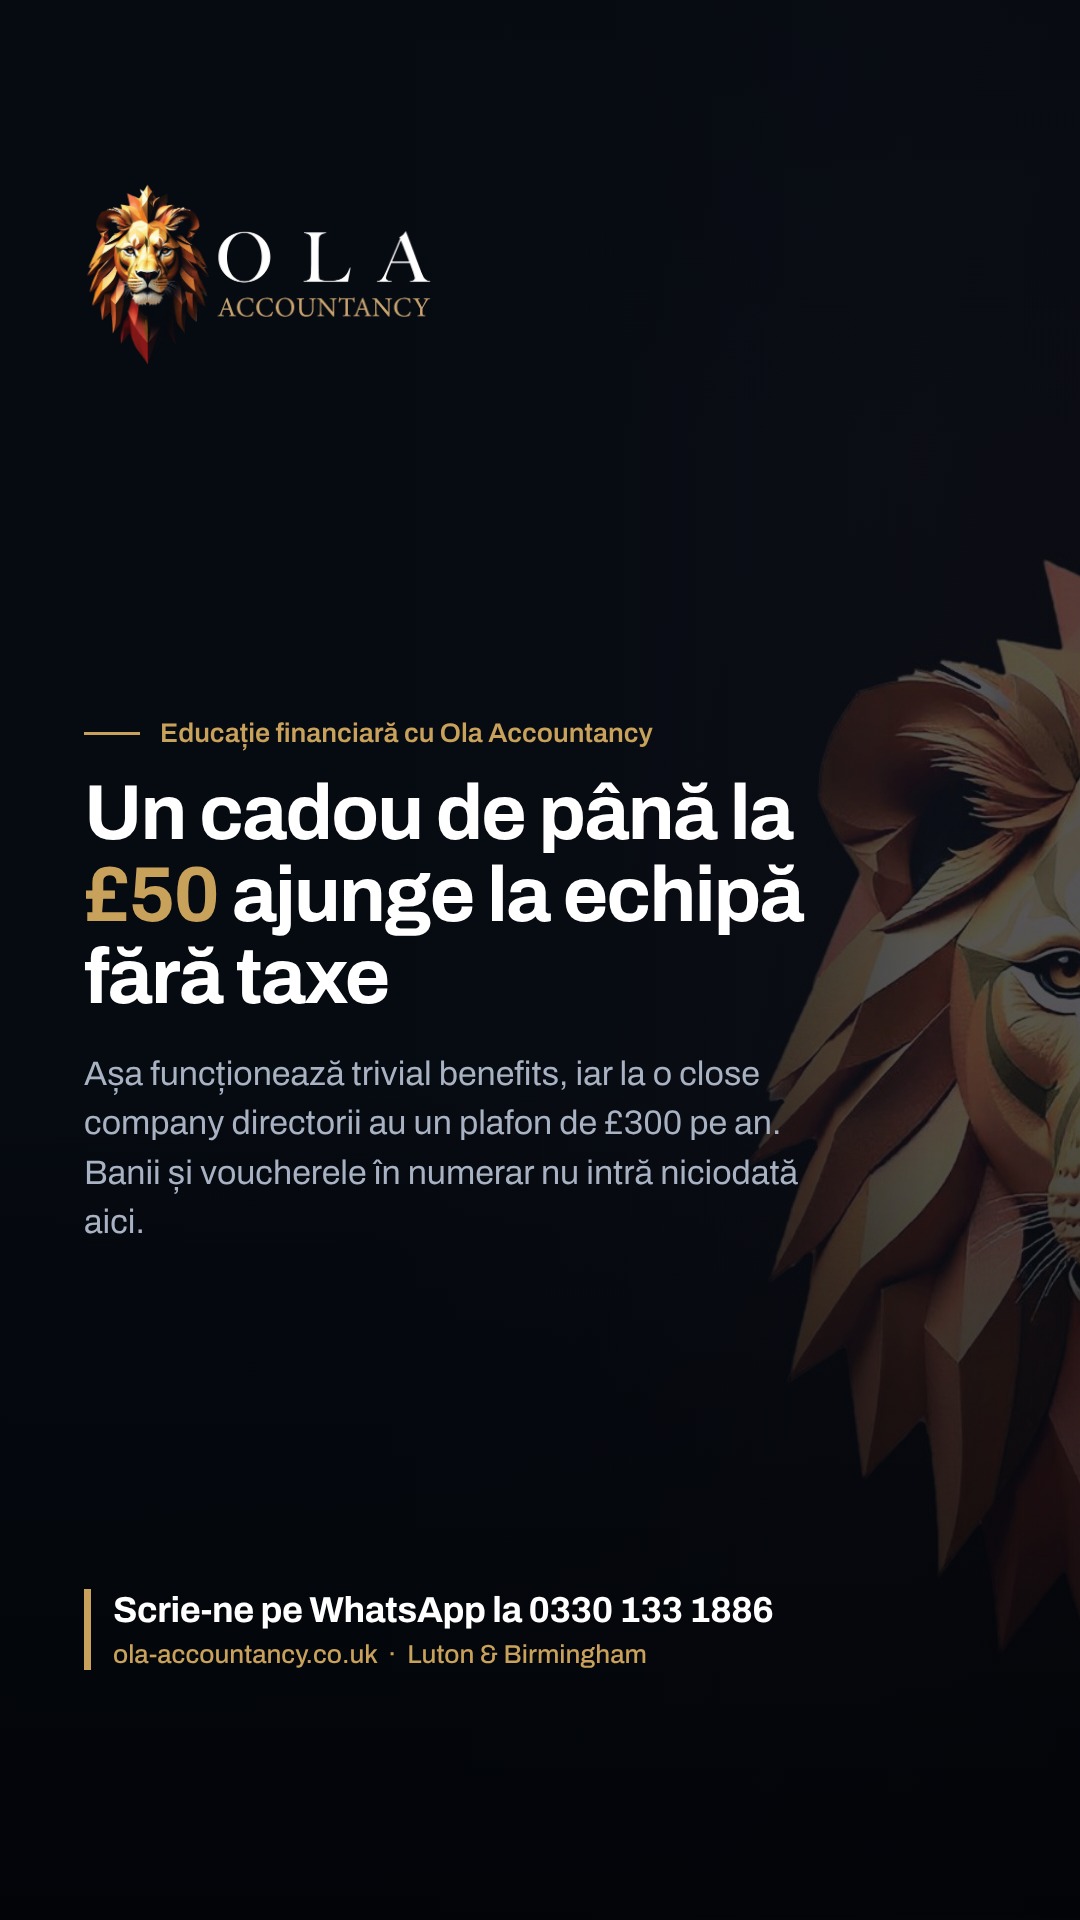 OLA
ACCOUNTANCY
Educație financiară cu Ola Accountancy
Un cadou de până la
£50 ajunge la echipă
fără taxe
Așa funcționează trivial benefits, iar la o close
company directorii au un plafon de £300 pe an.
Banii și voucherele în numerar nu intră niciodată
aici.
Scrie-ne pe WhatsApp la 0330 133 1886
ola-accountancy.co.uk · Luton & Birmingham